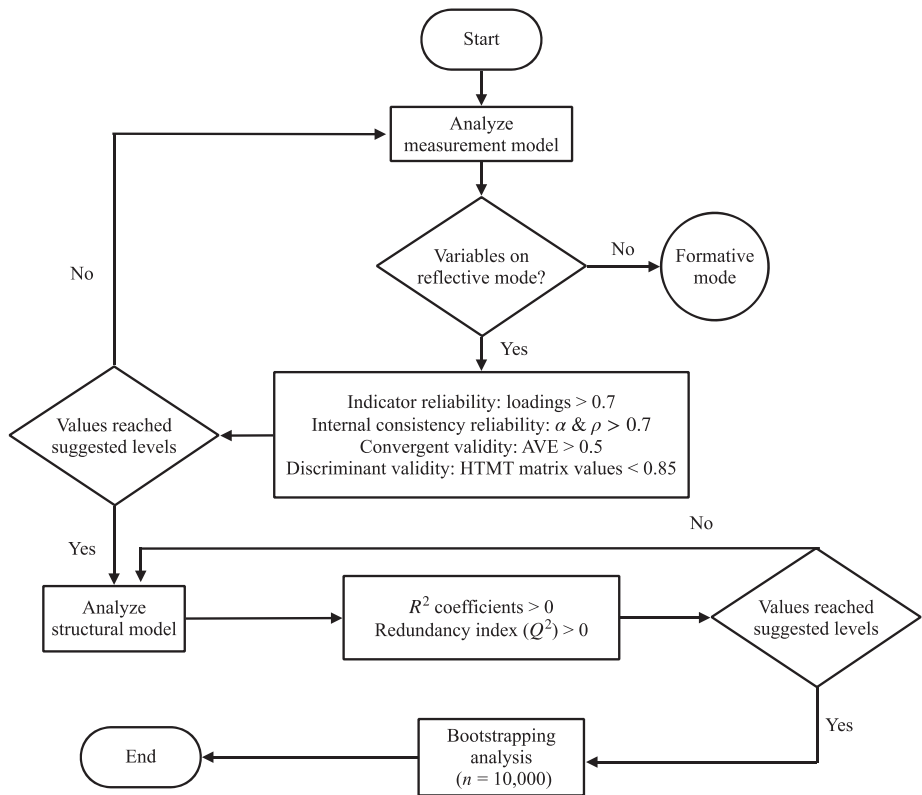 Start
Analyze
measurement model
Variables on
reflective mode?
No
Formative
mode
No
Yes
Indicator reliability: loadings > 0.7
Internal consistency reliability: α & ρ > 0.7
Convergent validity: AVE > 0.5
Discriminant validity: HTMT matrix values < 0.85
Values reached
suggested levels
Yes
No
Analyze
structural model
R² coefficients > 0
Redundancy index (Q²) > 0
Values reached
suggested levels
Yes
Bootstrapping
analysis
(n = 10,000)
End